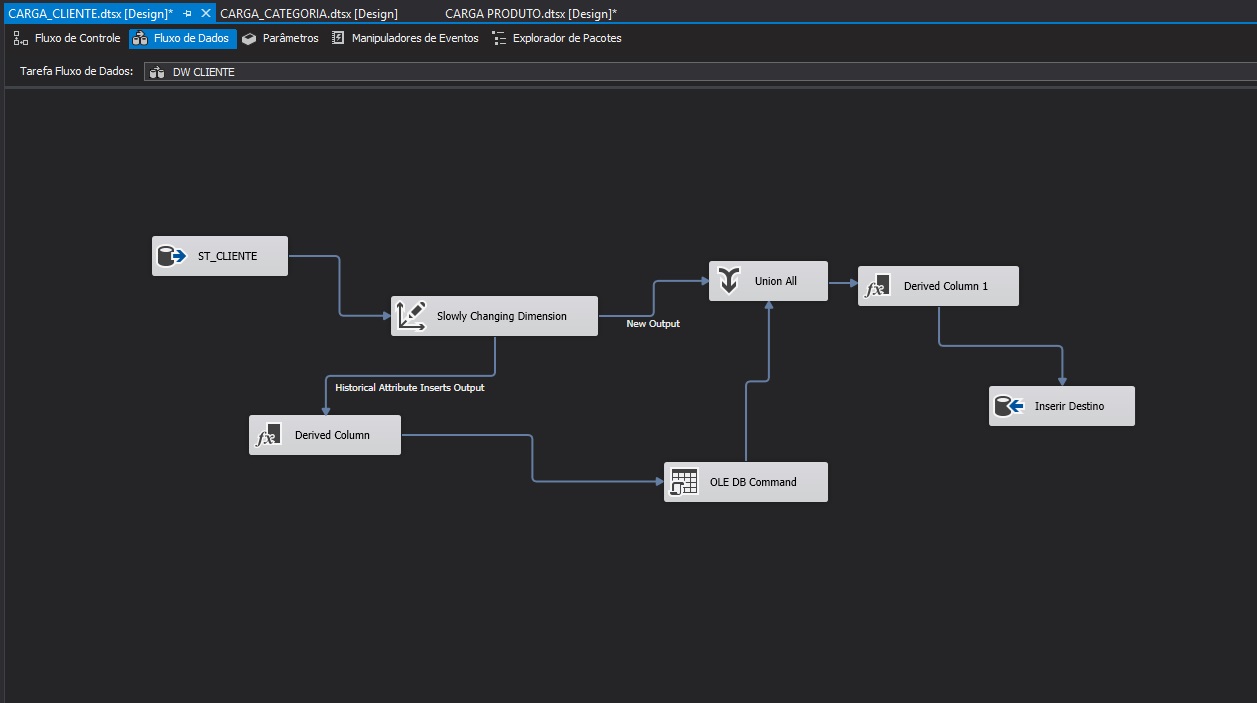 CARGA_CLIENTE.dtsx [Design]* CARGA_CATEGORIA.dtsx [Design] CARGA PRODUTO.dtsx [Design]*
Fluxo de Controle Fluxo de Dados Parâmetros Manipuladores de Eventos Explorador de Pacotes
Tarefa Fluxo de Dados: DW CLIENTE
ST_CLIENTE
Slowly Changing Dimension
New Output
Union All
Derived Column 1
Historical Attribute Inserts Output
Derived Column
Inserir Destino
OLE DB Command